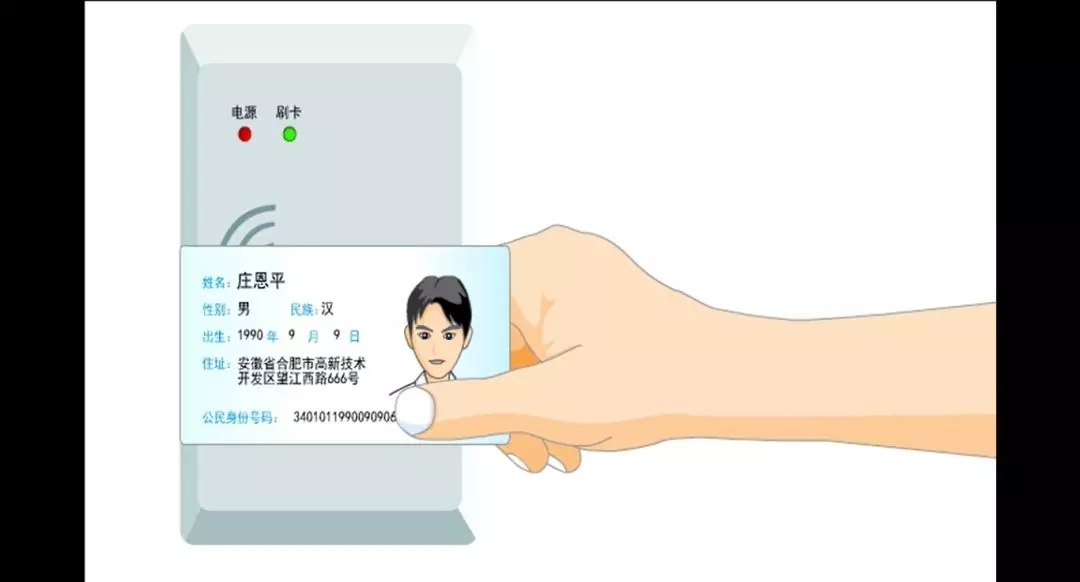 电源 刷卡
姓名：庄恩平
性别：男 民族：汉
出生：1990 年 9 月 9 日
住址：安徽省合肥市高新技术
开发区望江西路666号
公民身份号码： 3401011990090906